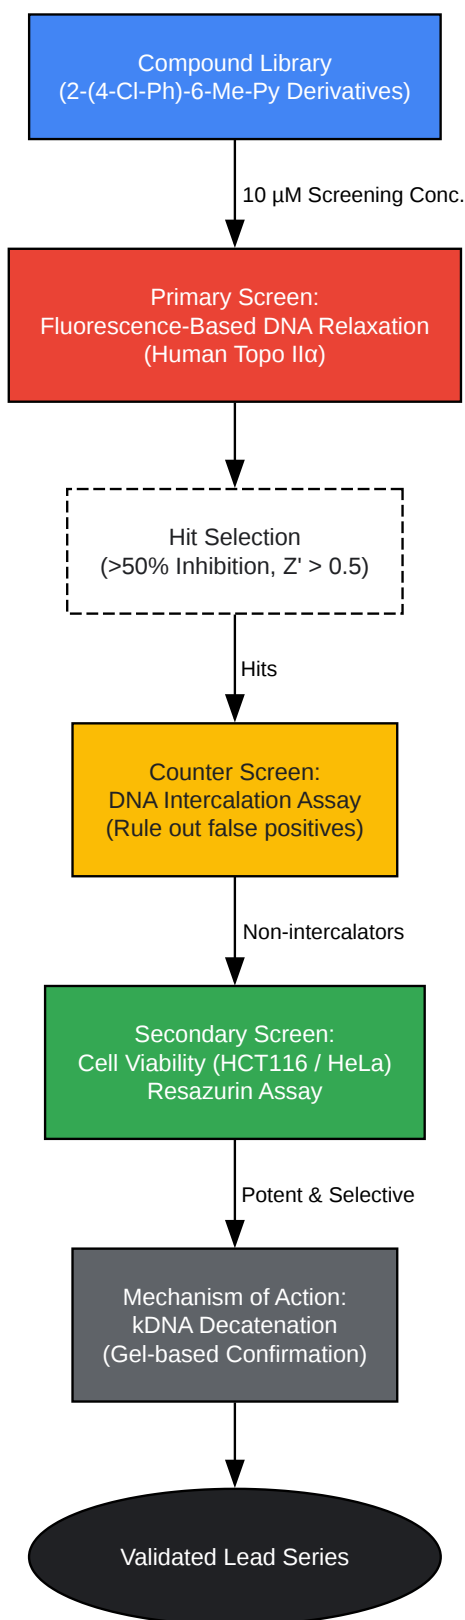 Compound Library
(2-(4-Cl-Ph)-6-Me-Py Derivatives)
10 µM Screening Conc.
Primary Screen:
Fluorescence-Based DNA Relaxation
(Human Topo IIα)
Hit Selection
(>50% Inhibition, Z' > 0.5)
Hits
Counter Screen:
DNA Intercalation Assay
(Rule out false positives)
Non-intercalators
Secondary Screen:
Cell Viability (HCT116 / HeLa)
Resazurin Assay
Potent & Selective
Mechanism of Action:
kDNA Decatenation
(Gel-based Confirmation)
Validated Lead Series